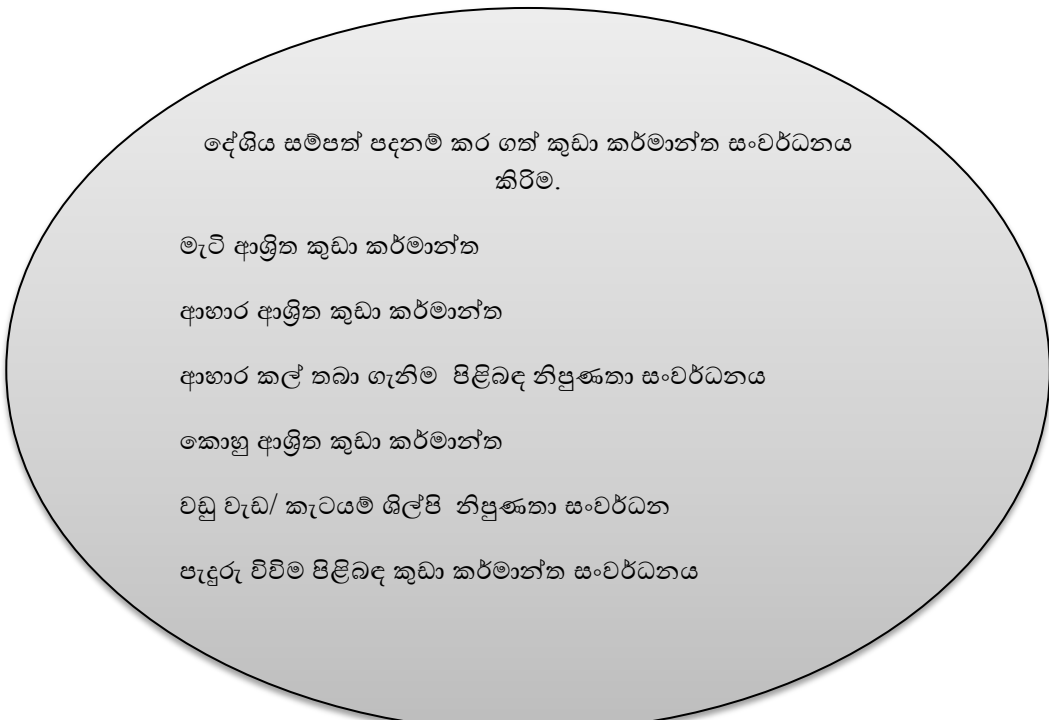 දේශිය සම්පත් පදනම් කර ගත් කුඩා කර්මාන්ත සංවර්ධනය
කිරිම.
මැටි ආශ්‍රිත කුඩා කර්මාන්ත
ආහාර ආශ්‍රිත කුඩා කර්මාන්ත
ආහාර කල් තබා ගැනිම පිළිබඳ නිපුණතා සංවර්ධනය
කොහු ආශ්‍රිත කුඩා කර්මාන්ත
වඩු වැඩ/ කැටයම් ශිල්පි නිපුණතා සංවර්ධන
පැදුරු විවිම පිළිබඳ කුඩා කර්මාන්ත සංවර්ධනය